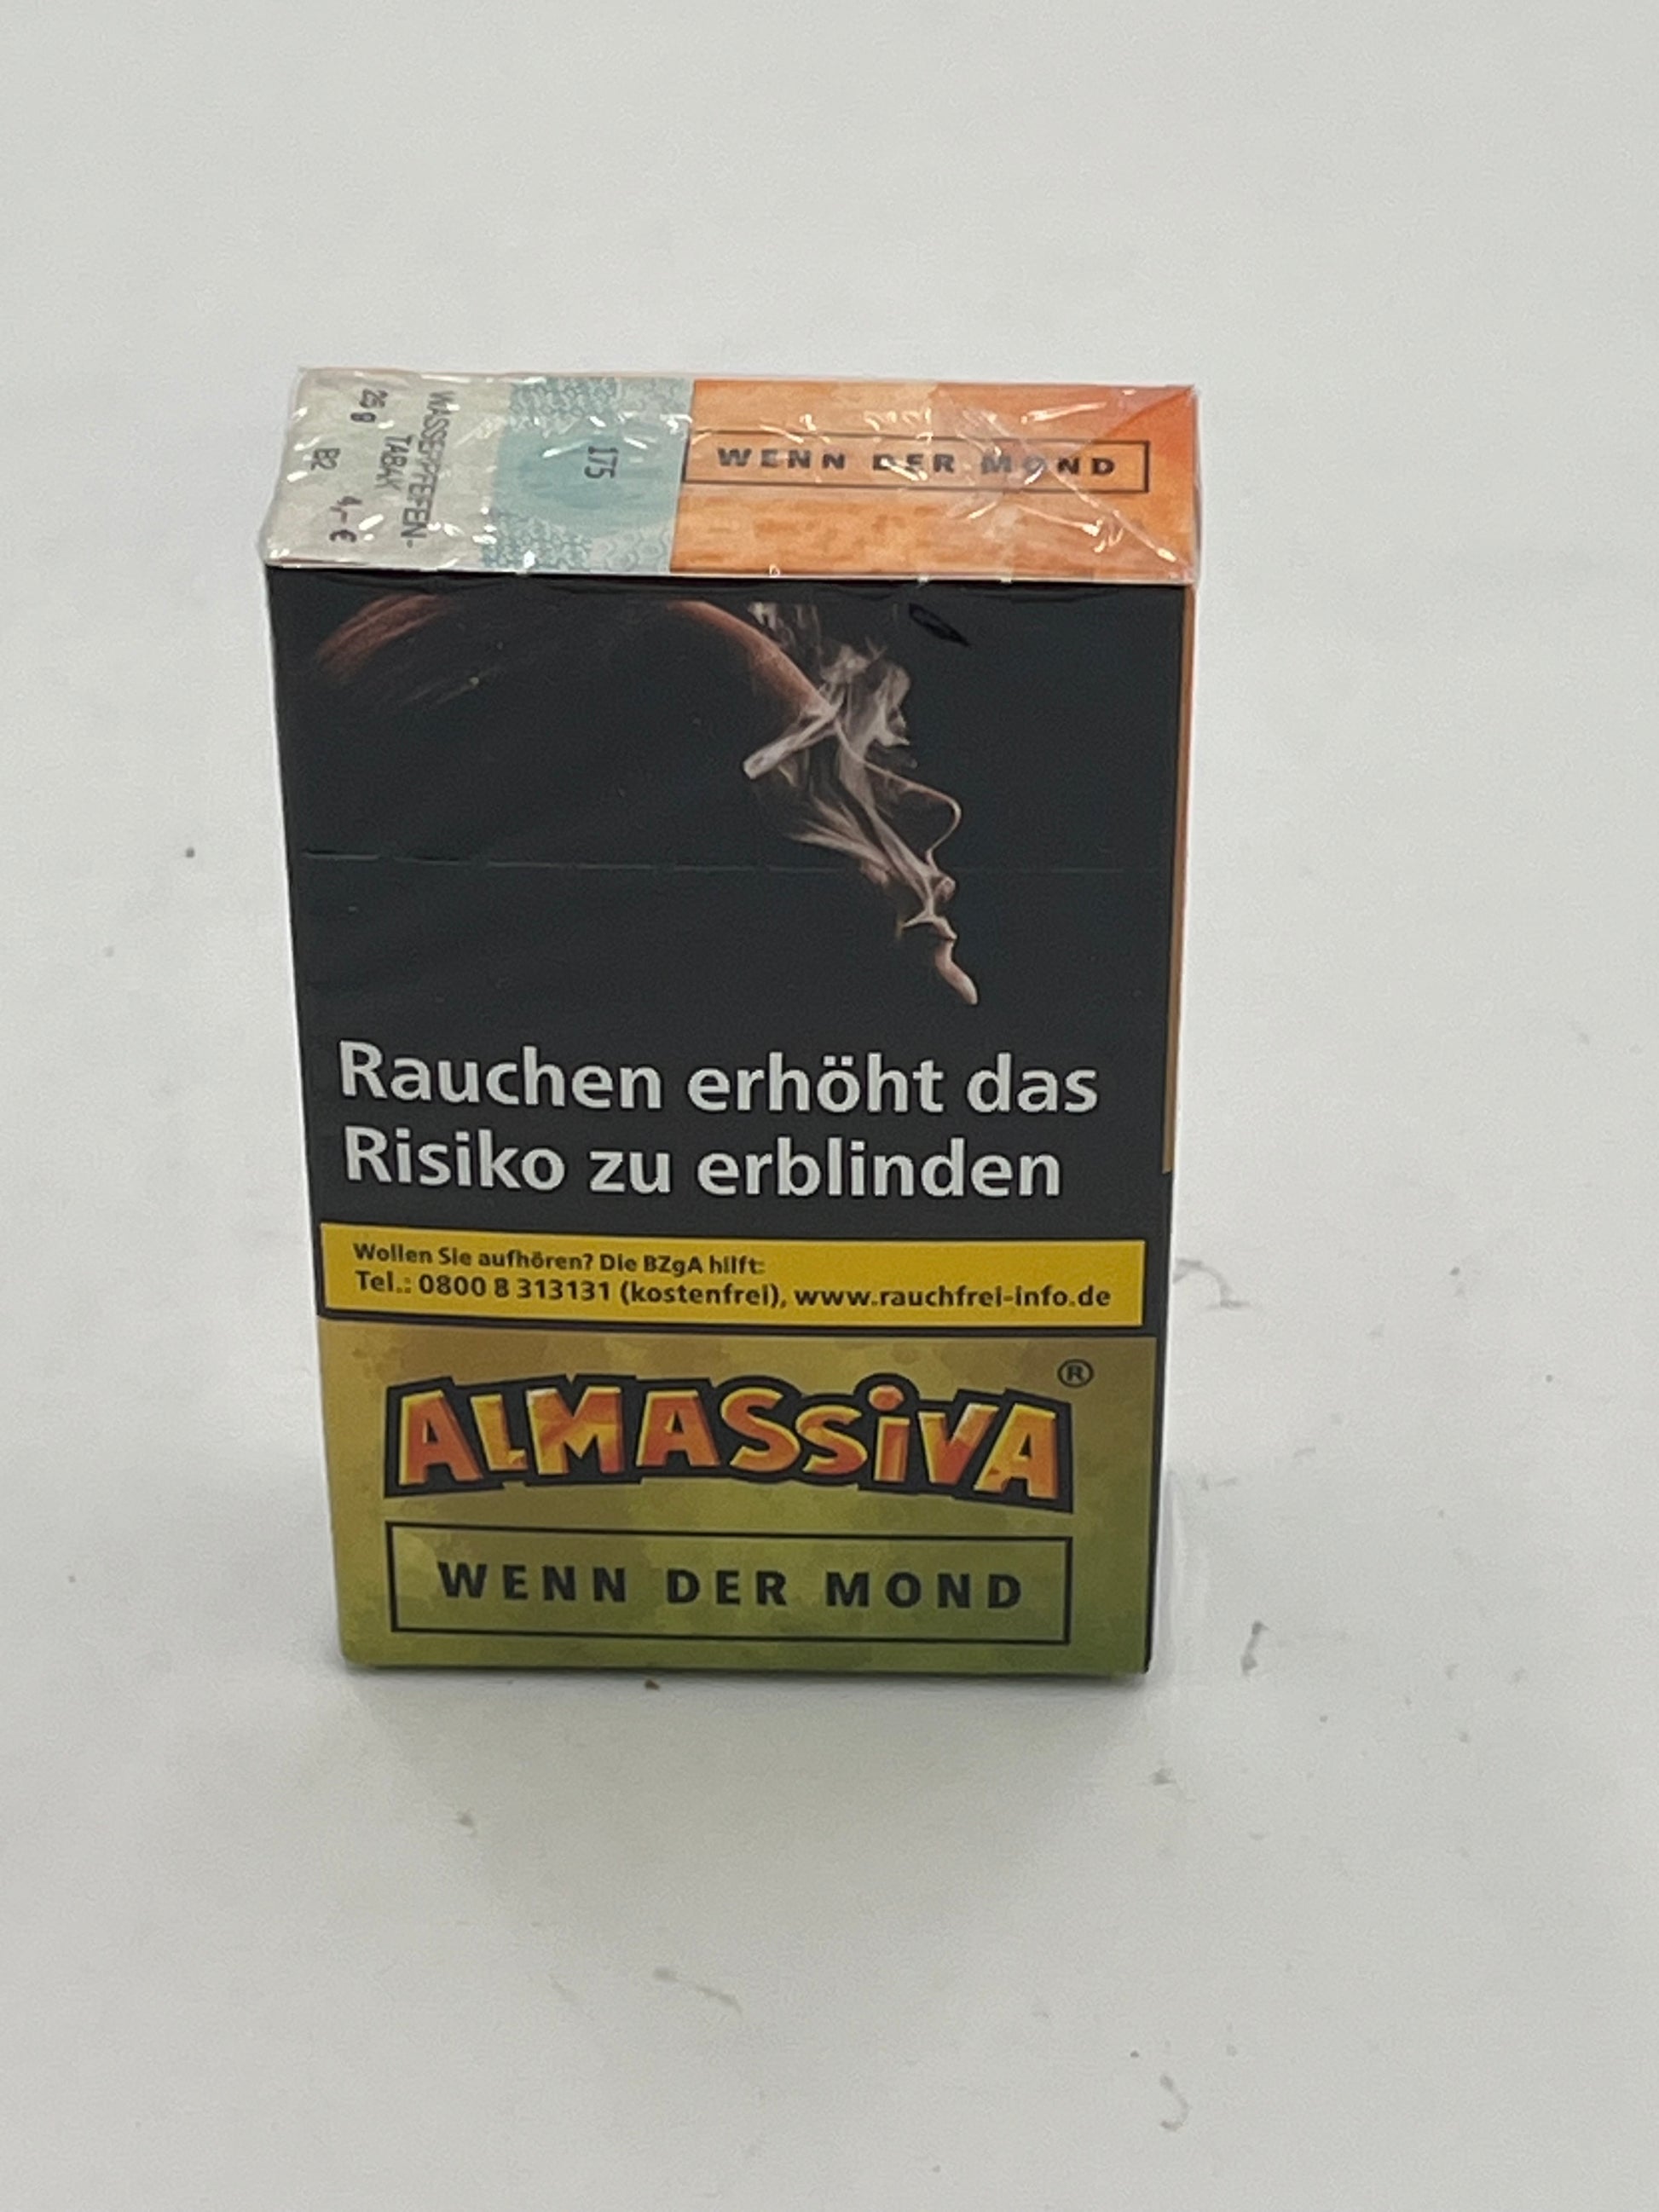 WASSERPFEIFEN-
TABAK
25 g B2 4,- €
175
WENN DER MOND
Rauchen erhöht das
Risiko zu erblinden
Wollen Sie aufhören? Die BZgA hilft:
Tel.: 0800 8 313131 (kostenfrei), www.rauchfrei-info.de
ALMASSiVA ®
WENN DER MOND